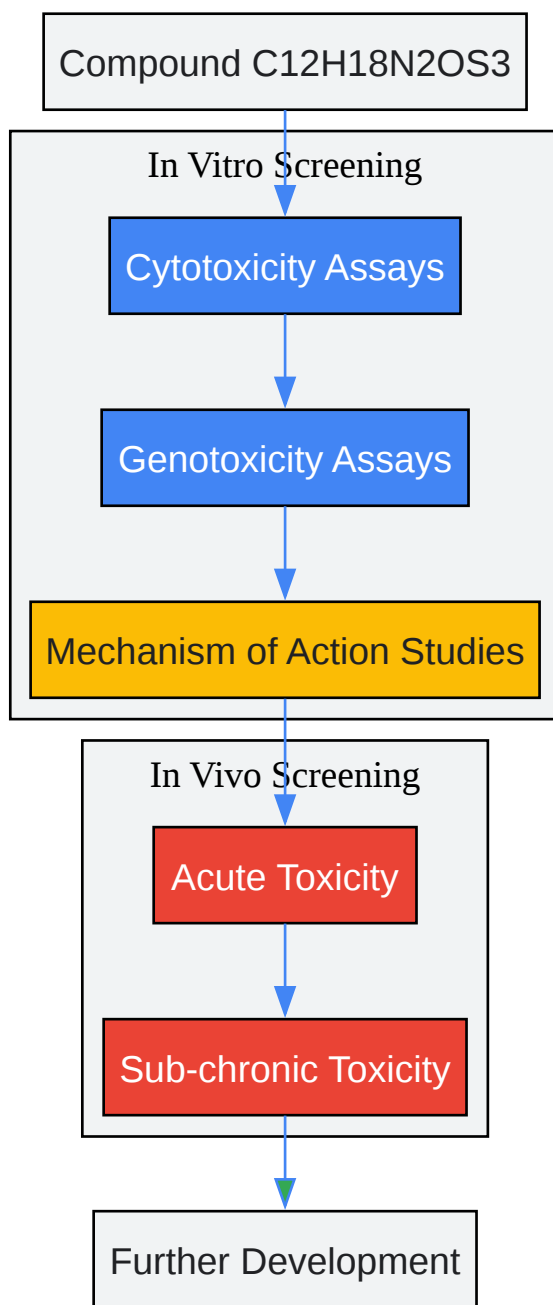 Compound C12H18N2OS3
In Vitro Screening
Cytotoxicity Assays
Genotoxicity Assays
Mechanism of Action Studies
In Vivo Screening
Acute Toxicity
Sub-chronic Toxicity
Further Development